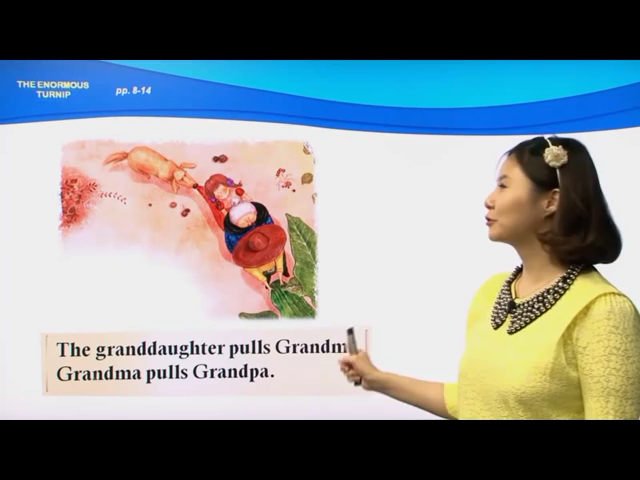 THE ENORMOUS
TURNIP
pp. 8-14
The granddaughter pulls Grandm
Grandma pulls Grandpa.